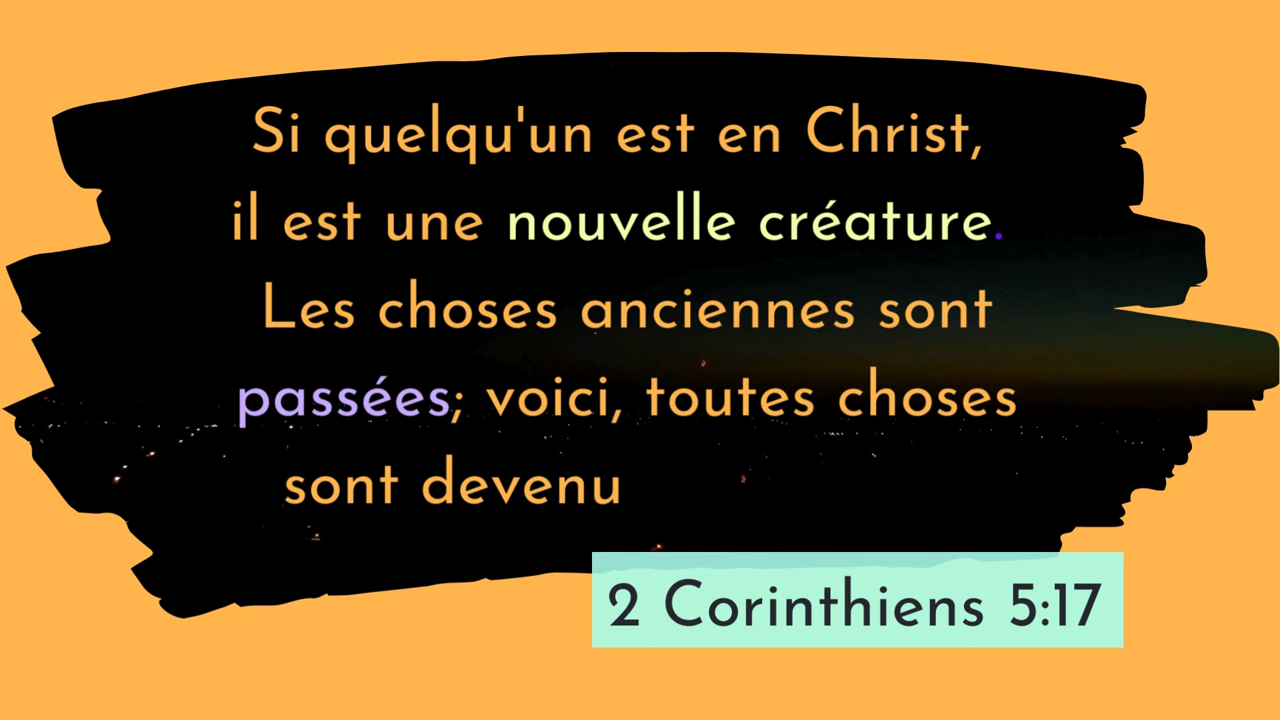 Si quelqu'un est en Christ,
il est une nouvelle créature.
Les choses anciennes sont
passées; voici, toutes choses
sont devenu
2 Corinthiens 5:17